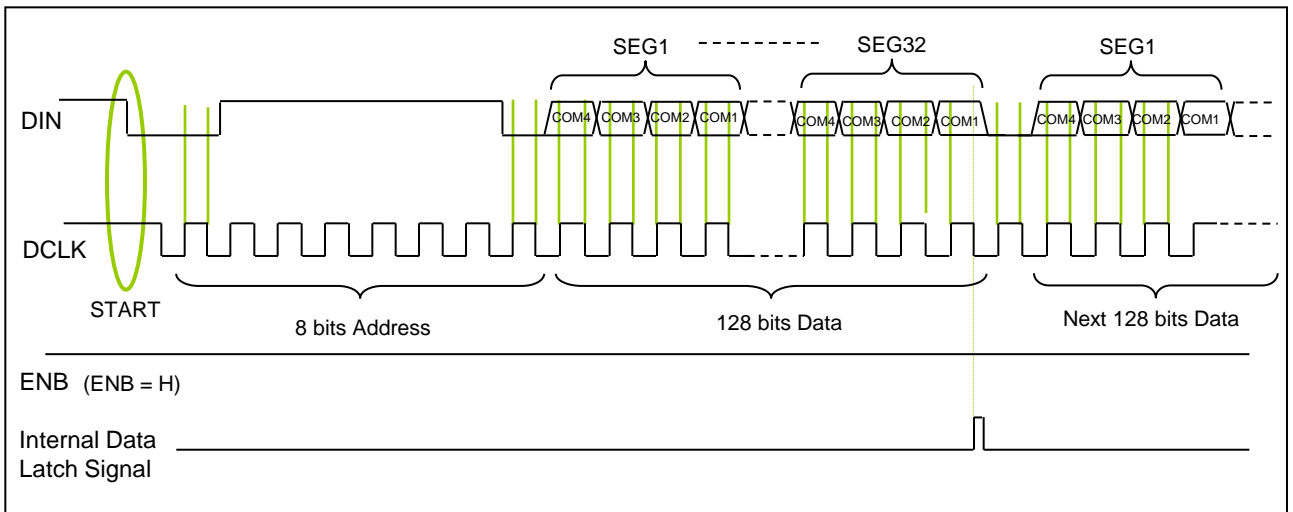 SEG1
SEG32
SEG1
DIN
COM4 COM3 COM2 COM1
COM4 COM3 COM2 COM1
COM4 COM3 COM2 COM1
DCLK
START
8 bits Address
128 bits Data
Next 128 bits Data
ENB (ENB = H)
Internal Data
Latch Signal